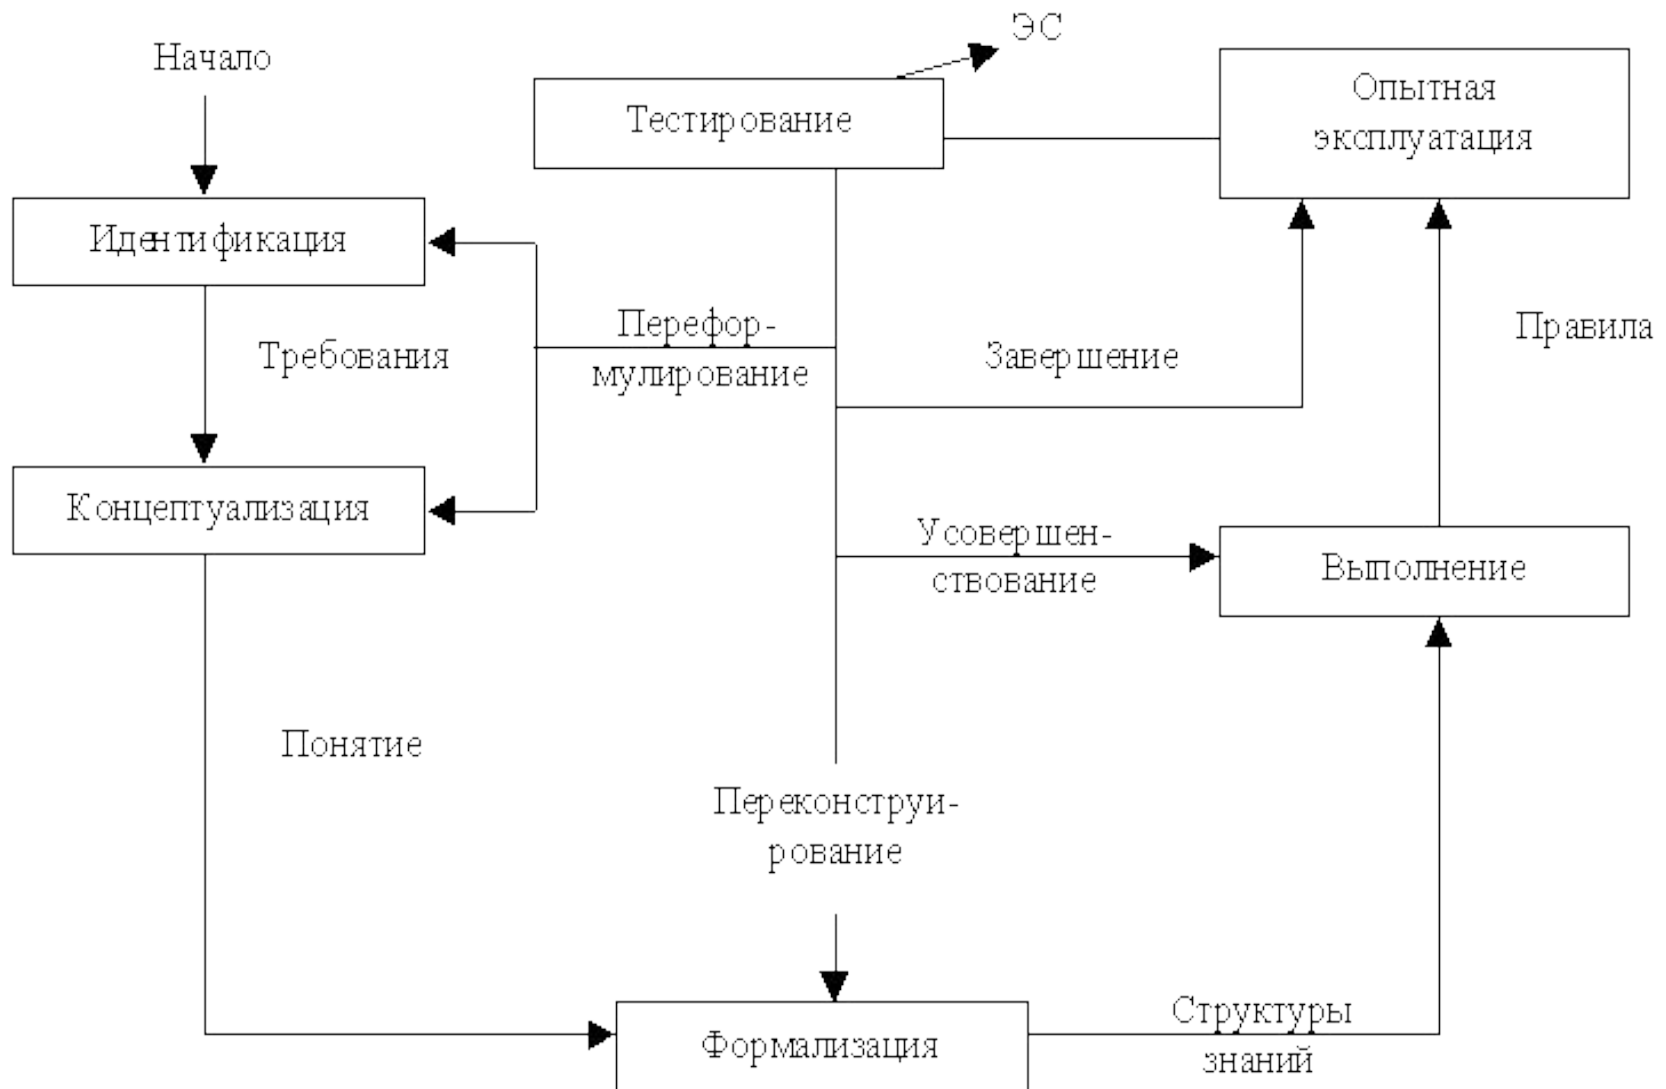 ЭС
Начало
Тестирование
Опытная
эксплуатация
Идентификация
Перефор-
мулирование
Требования
Завершение
Правила
Концептуализация
Усовершен-
ствование
Выполнение
Понятие
Переконструи-
рование
Формализация
Структуры
знаний